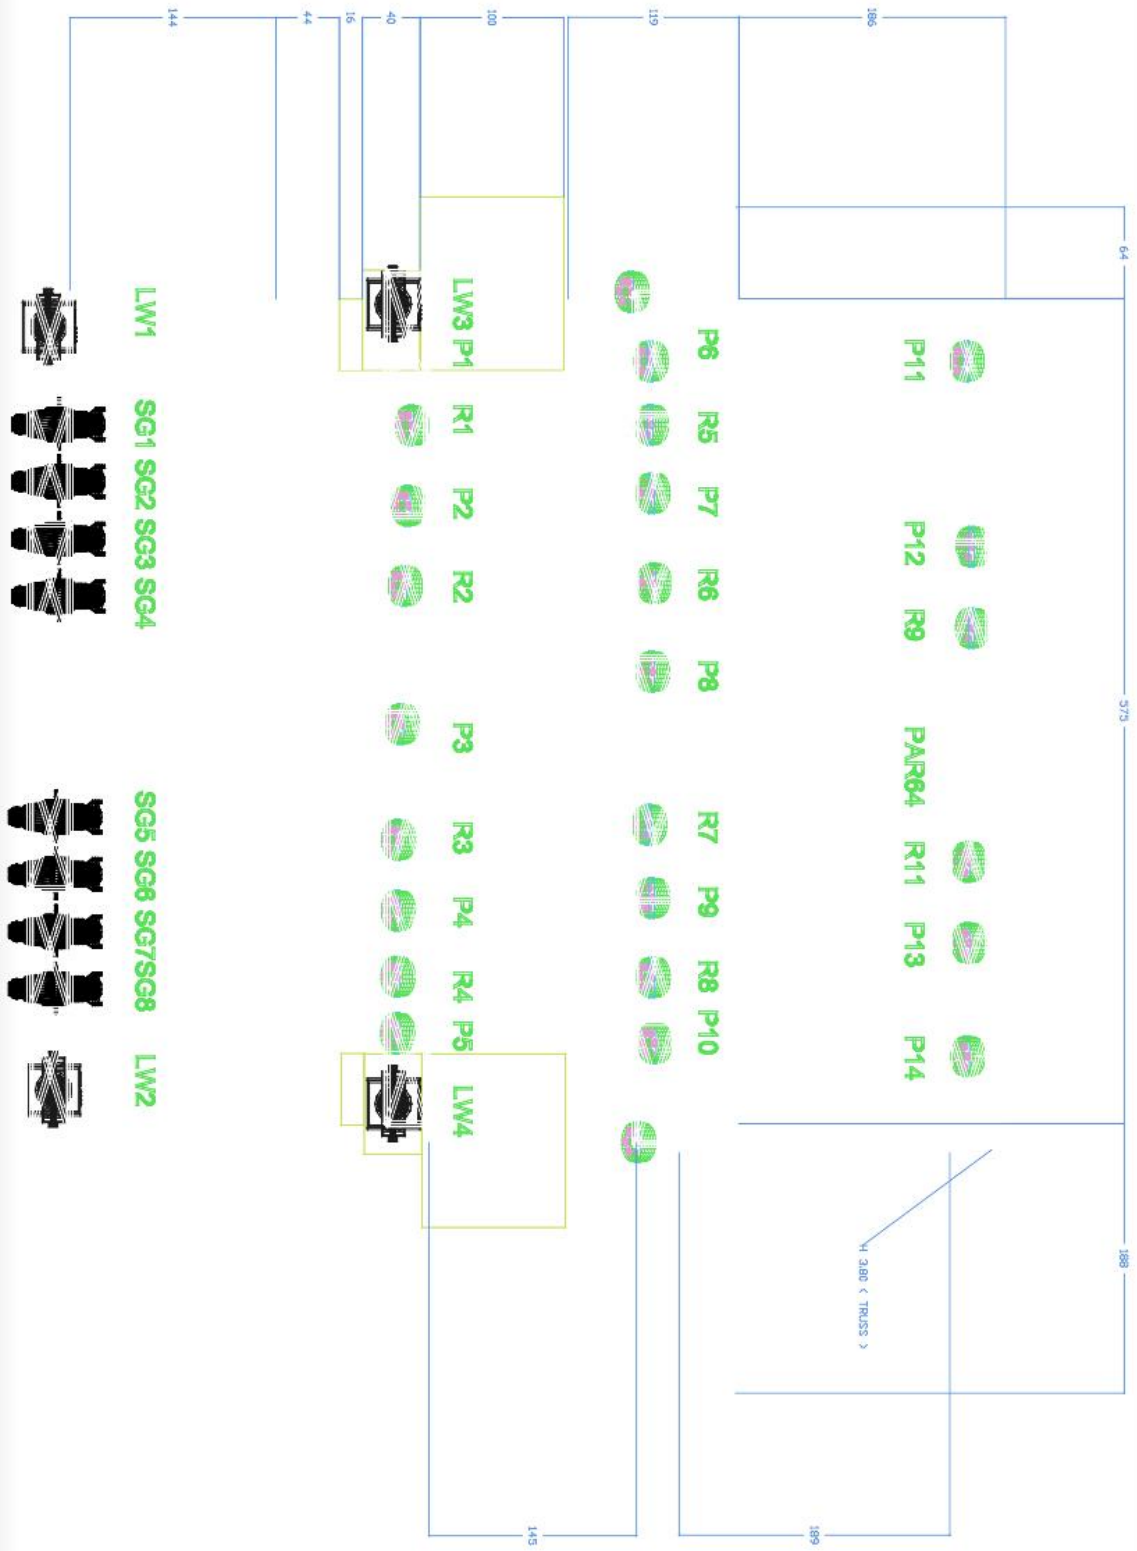 144
44
16
40
100
119
186
64
575
188
LW1
SG1 SG2 SG3 SG4
SG5 SG6 SG7SG8
LW2
LW3 P1
R1
P2
R2
P3
R3
P4
R4
P5
LW4
P6
R5
P7
R6
P8
R7
P9
R8
P10
P11
P12
R9
PAR64
R11
P13
P14
H 3.80 < TRUSS >
145
189